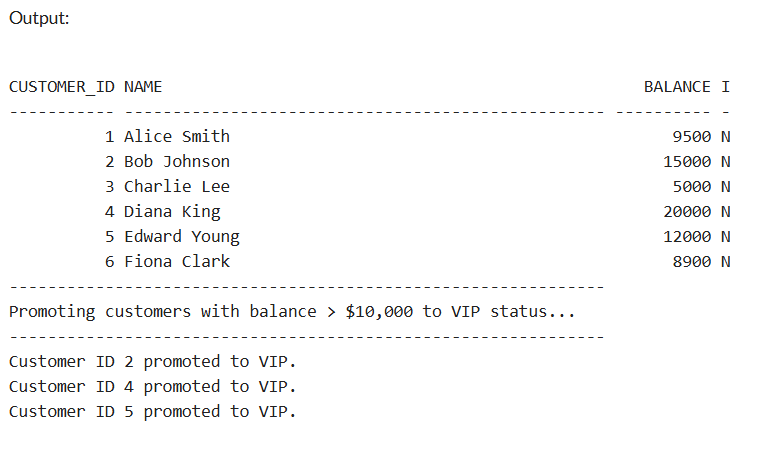 Output:
CUSTOMER_ID NAME                                                  BALANCE I
----------- -------------------------------------------------- ---------- -
          1 Alice Smith                                              9500 N
          2 Bob Johnson                                             15000 N
          3 Charlie Lee                                              5000 N
          4 Diana King                                              20000 N
          5 Edward Young                                            12000 N
          6 Fiona Clark                                              8900 N
--------------------------------------------------------------
Promoting customers with balance > $10,000 to VIP status...
--------------------------------------------------------------
Customer ID 2 promoted to VIP.
Customer ID 4 promoted to VIP.
Customer ID 5 promoted to VIP.